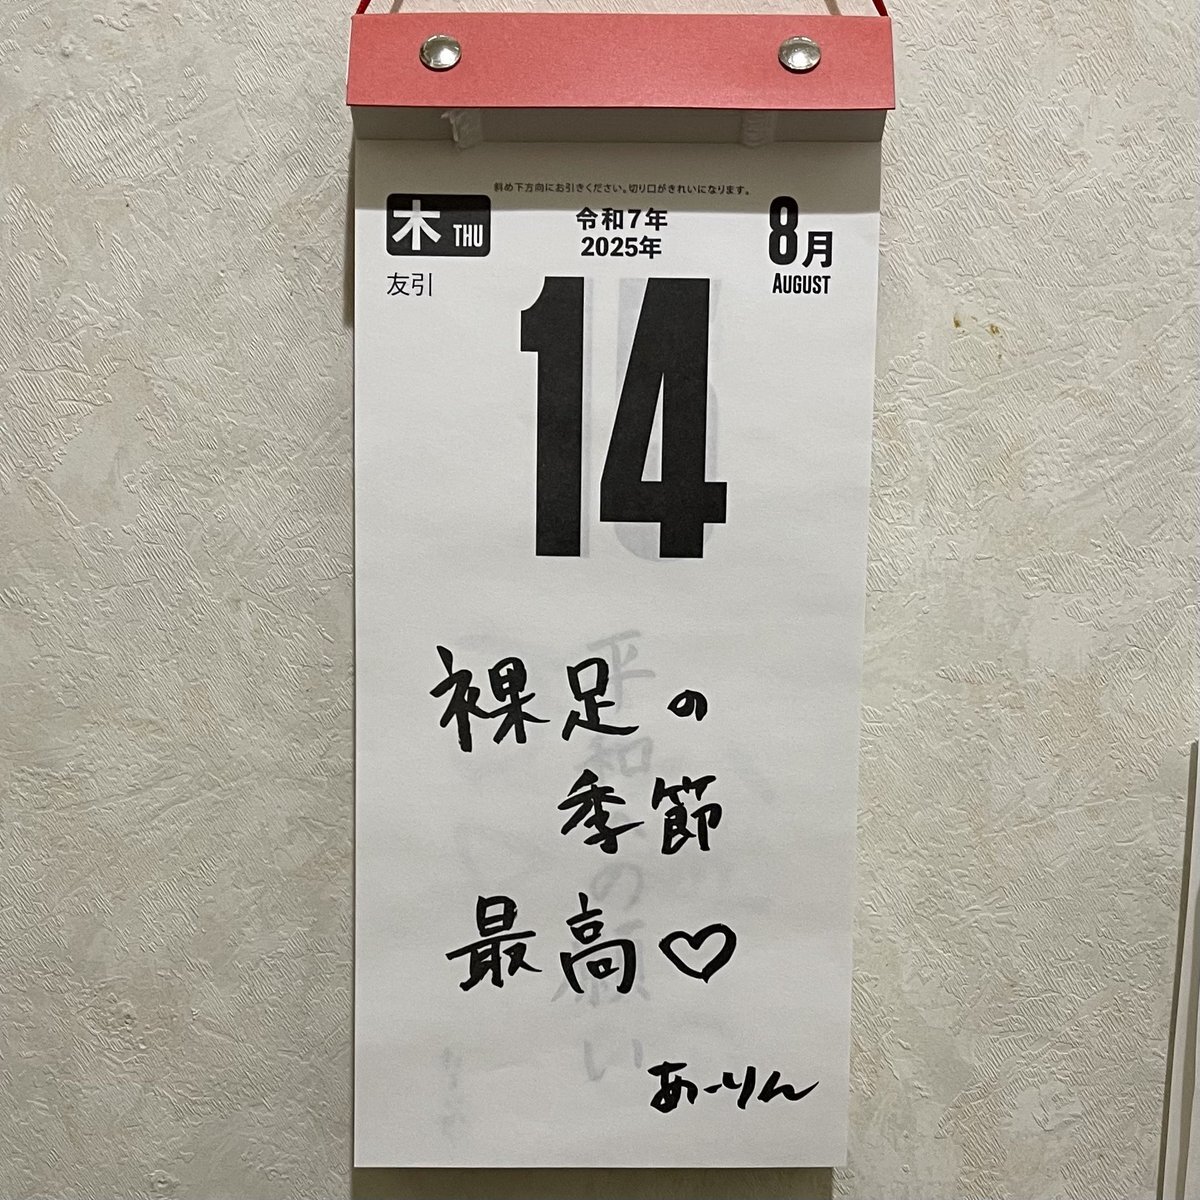 斜め下方向にお引きください。切り口がきれいになります。
木 THU
令和7年
2025年
8月
AUGUST
友引
14
裸足の
季節
最高♡
あーりん